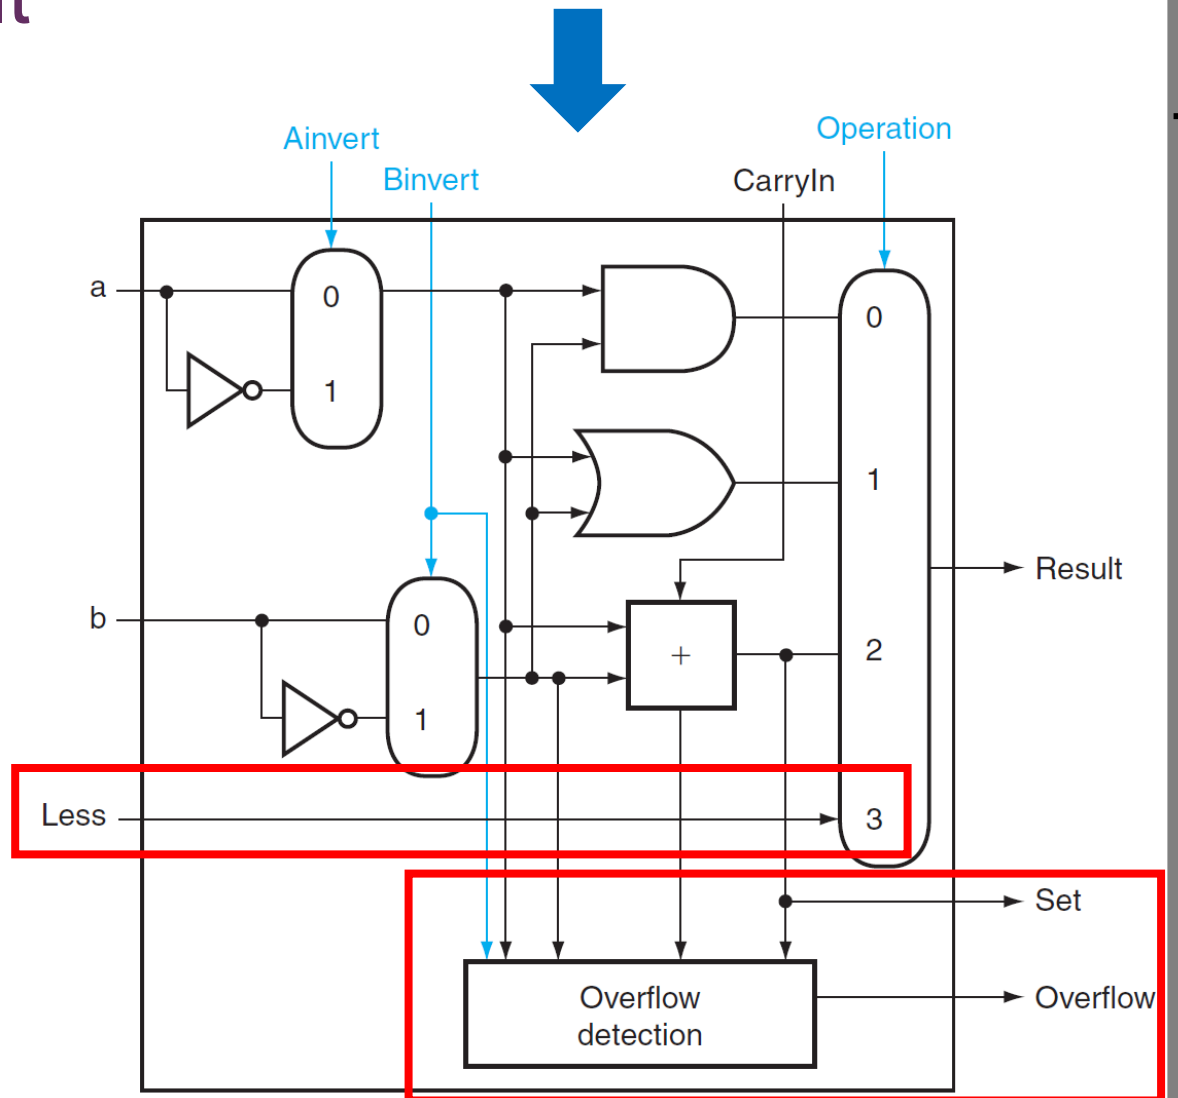 Ainvert
Operation
Binvert
CarryIn
a
0
0
1
1
Result
b
0
+
2
1
Less
3
Set
Overflow
detection
Overflow